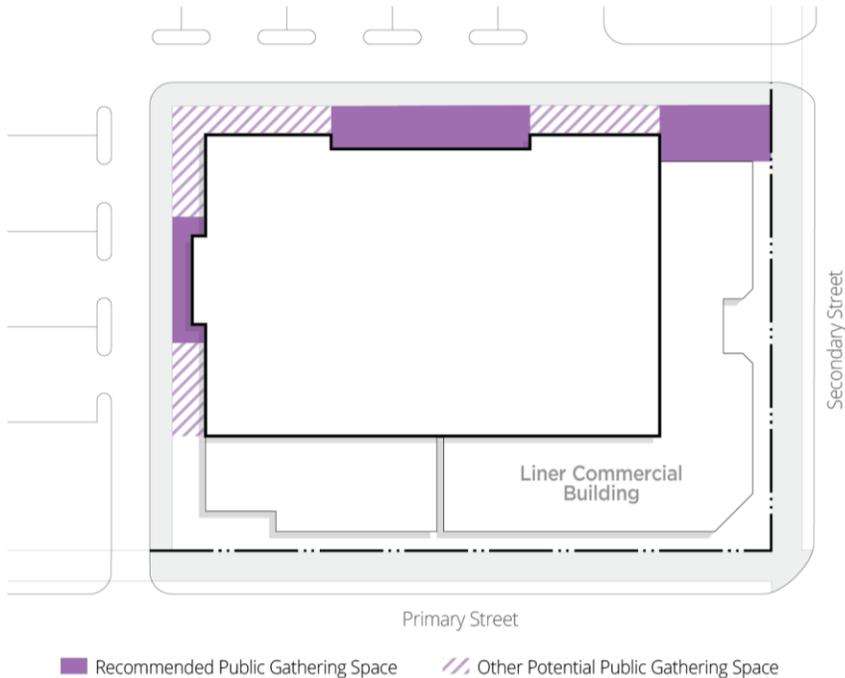 Secondary Street
Liner Commercial
Building
Primary Street
Recommended Public Gathering Space
Other Potential Public Gathering Space